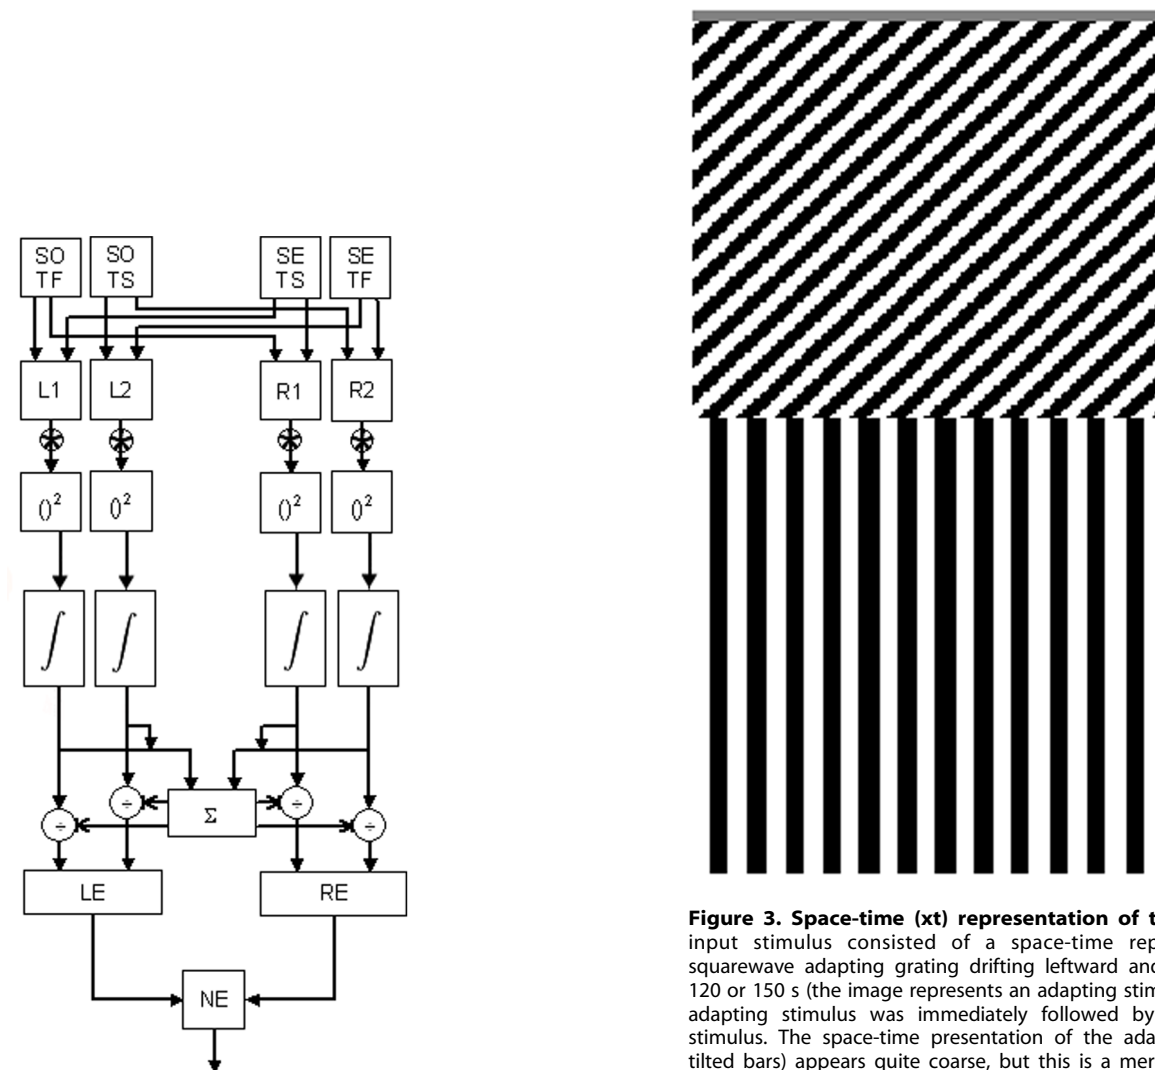 SO SO SE SE
TF TS TS TF
L1 L2 R1 R2
()² ()² ()² ()²
∫ ∫ ∫ ∫
÷ ÷
Σ
÷ ÷
LE RE
NE
Figure 3. Space-time (xt) representation of t
input stimulus consisted of a space-time rep
squarewave adapting grating drifting leftward and
120 or 150 s (the image represents an adapting stim
adapting stimulus was immediately followed by
stimulus. The space-time presentation of the ada
tilted bars) appears quite coarse, but this is a mer